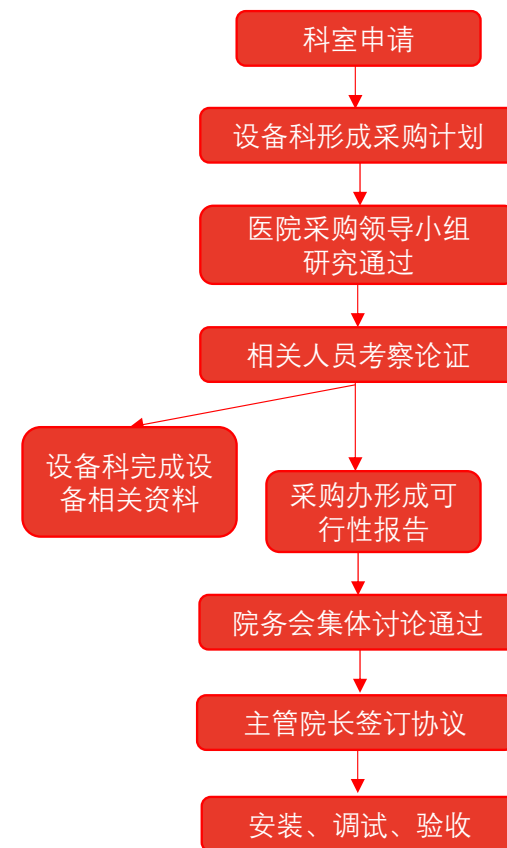 科室申请
设备科形成采购计划
医院采购领导小组
研究通过
相关人员考察论证
设备科完成设
备相关资料
采购办形成可
行性报告
院务会集体讨论通过
主管院长签订协议
安装、调试、验收